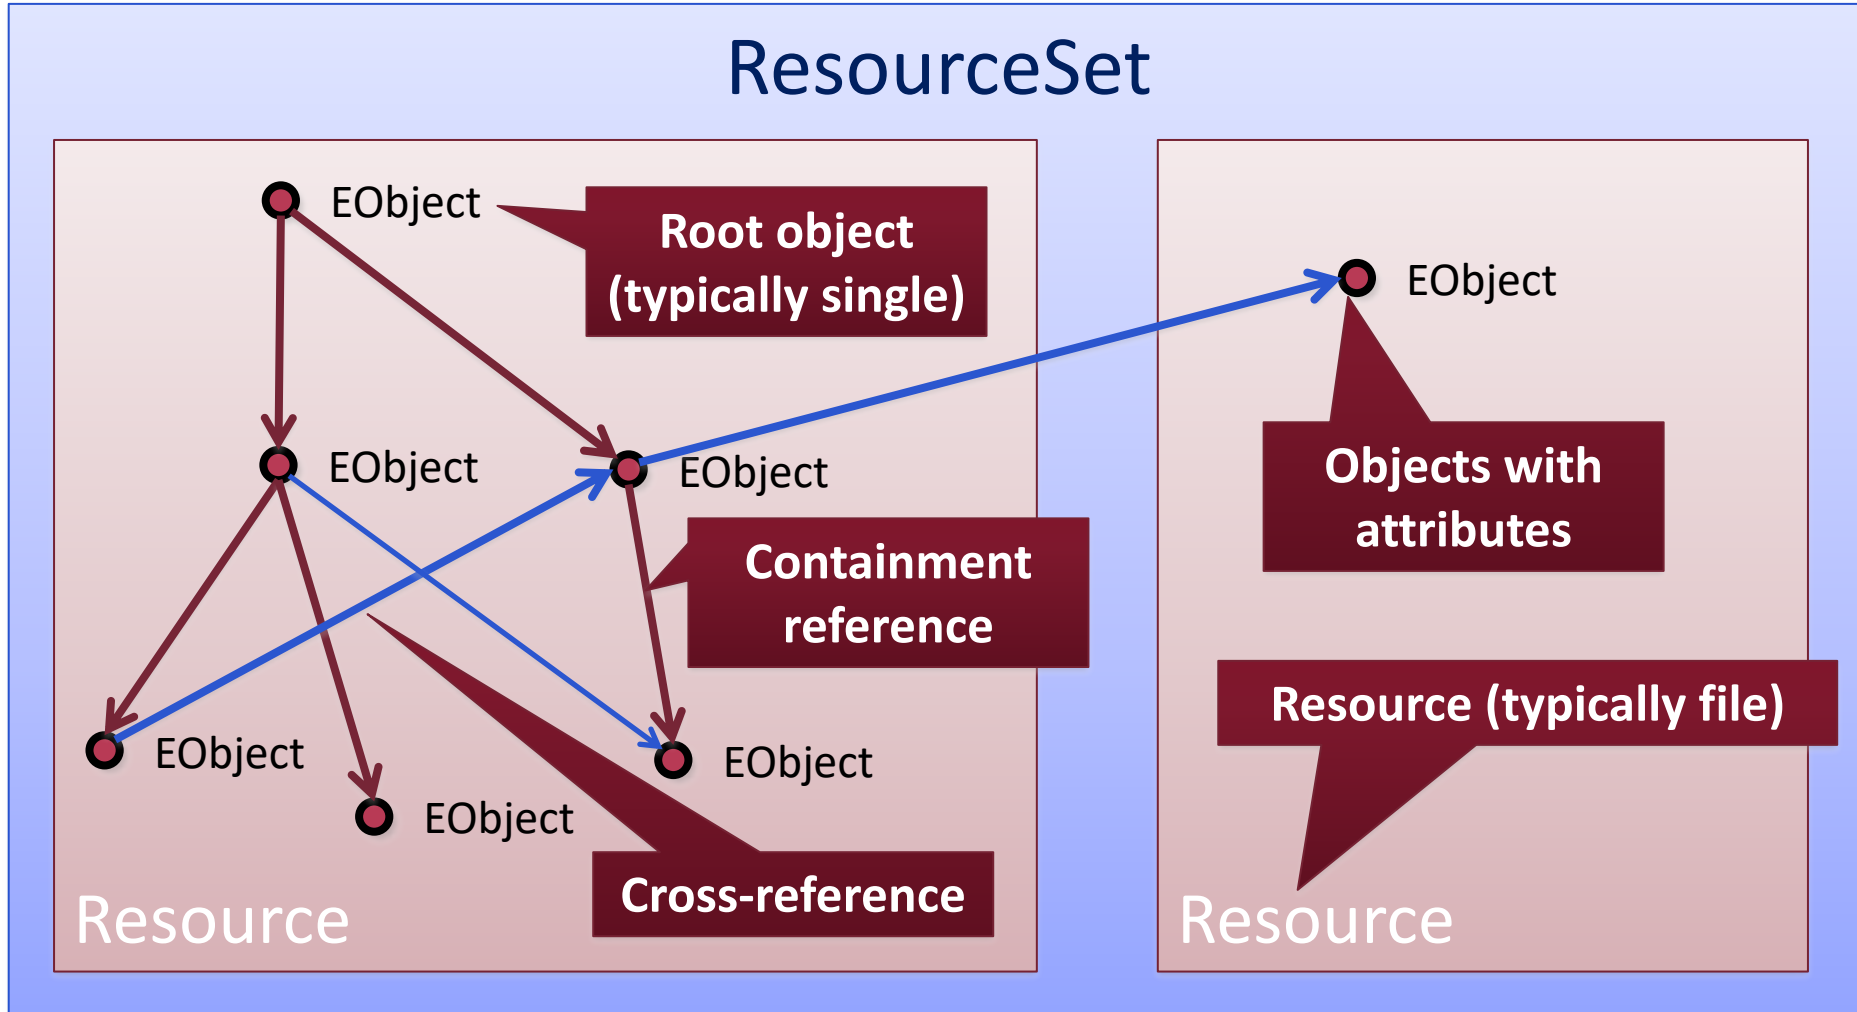 ResourceSet
EObject
Root object
(typically single)
EObject
EObject
EObject
Objects with
attributes
Containment
reference
Resource (typically file)
EObject
EObject
EObject
Cross-reference
Resource
Resource